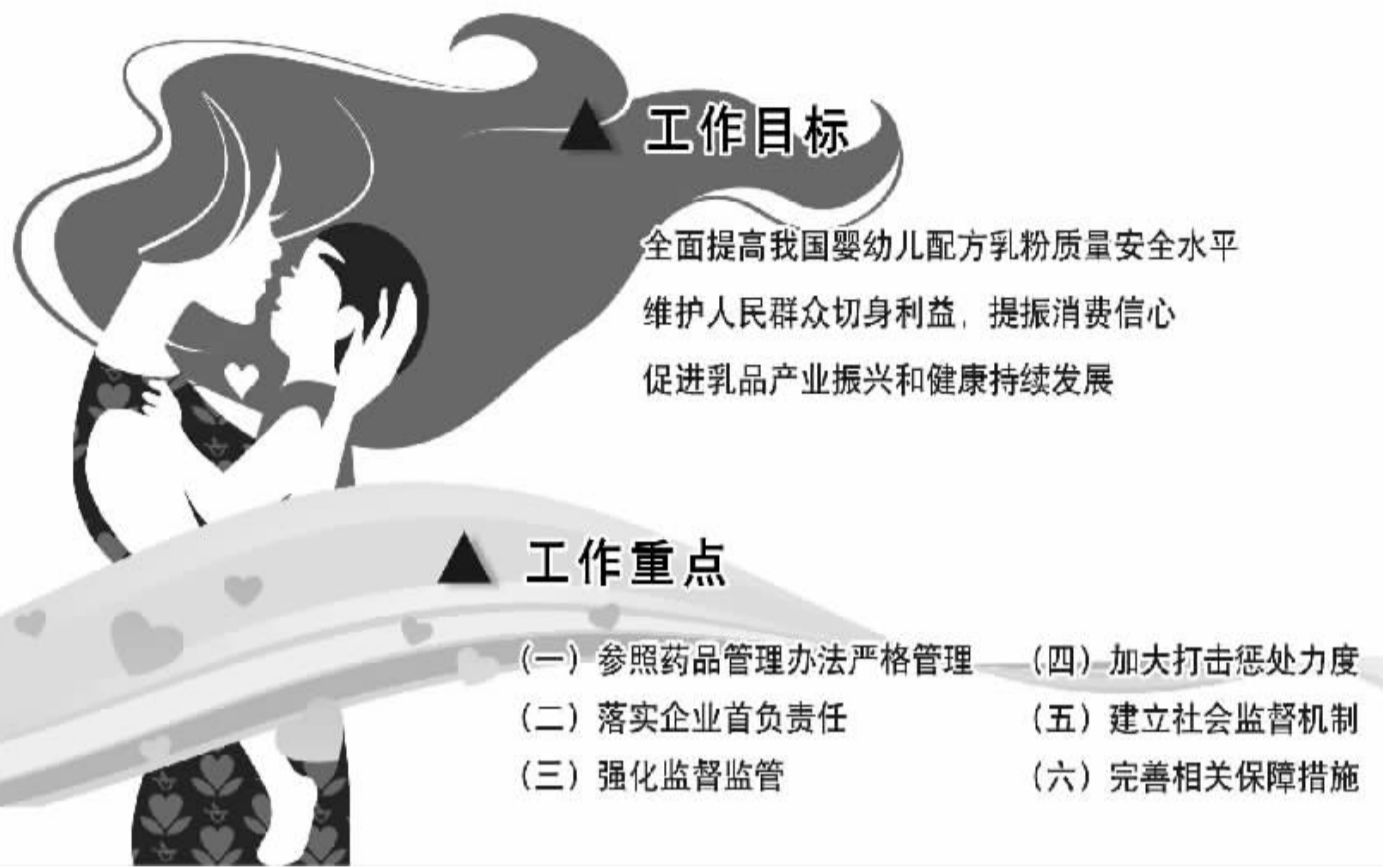 工作目标
全面提高我国婴幼儿配方乳粉质量安全水平
维护人民群众切身利益，提振消费信心
促进乳品产业振兴和健康持续发展
工作重点
（一）参照药品管理办法严格管理
（二）落实企业首负责任
（三）强化监督监管
（四）加大打击惩处力度
（五）建立社会监督机制
（六）完善相关保障措施